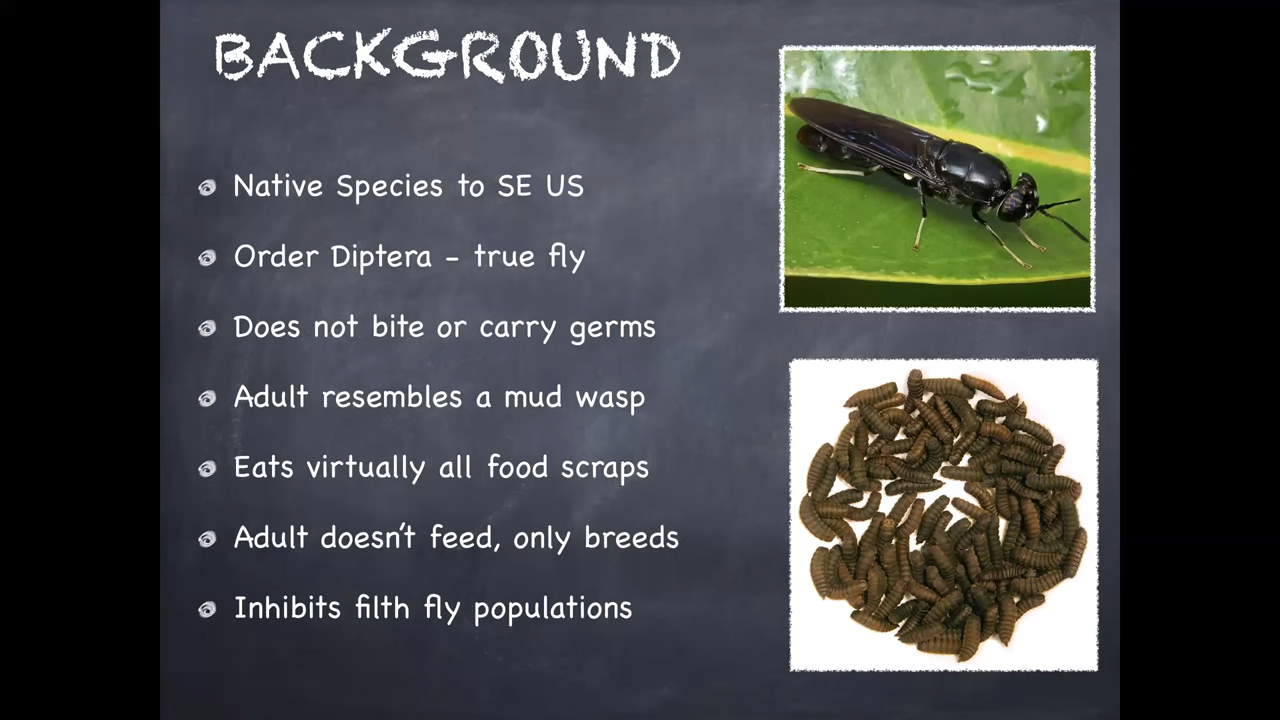 BACKGROUND
Native Species to SE US
Order Diptera - true fly
Does not bite or carry germs
Adult resembles a mud wasp
Eats virtually all food scraps
Adult doesn't feed, only breeds
Inhibits filth fly populations